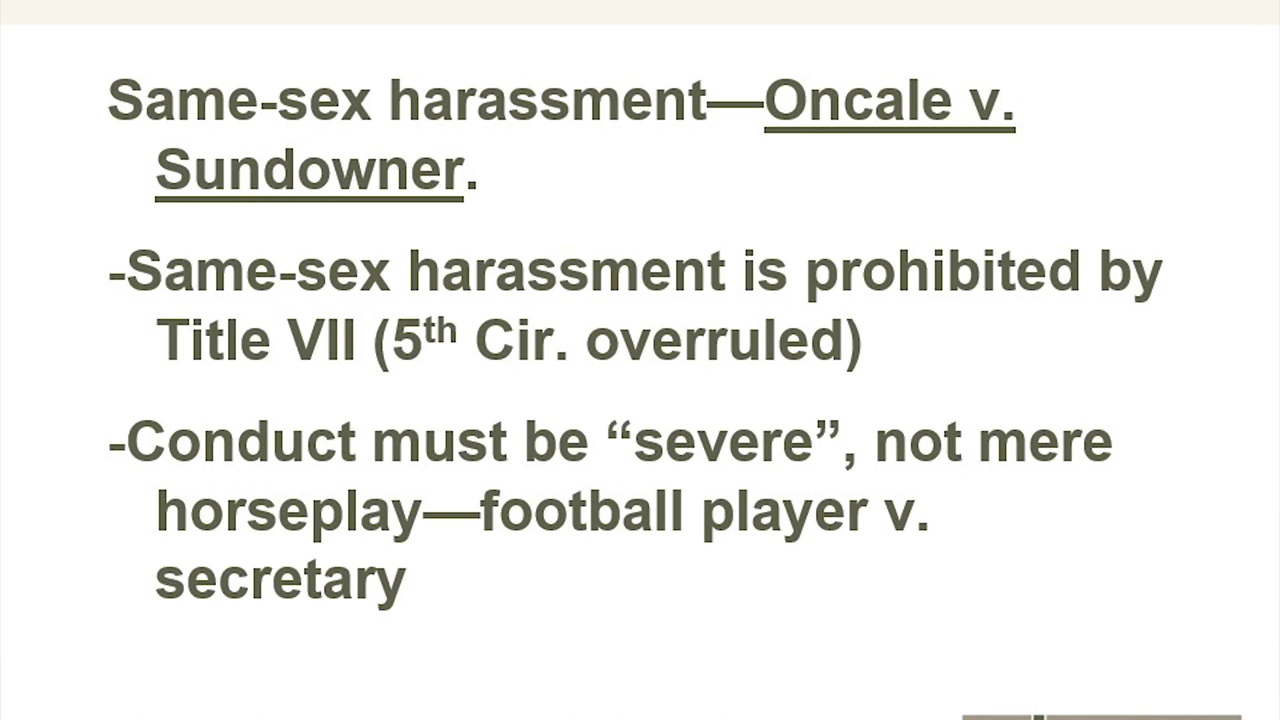 Same-sex harassment—Oncale v.
Sundowner.
-Same-sex harassment is prohibited by
Title VII (5th Cir. overruled)
-Conduct must be “severe”, not mere
horseplay—football player v.
secretary